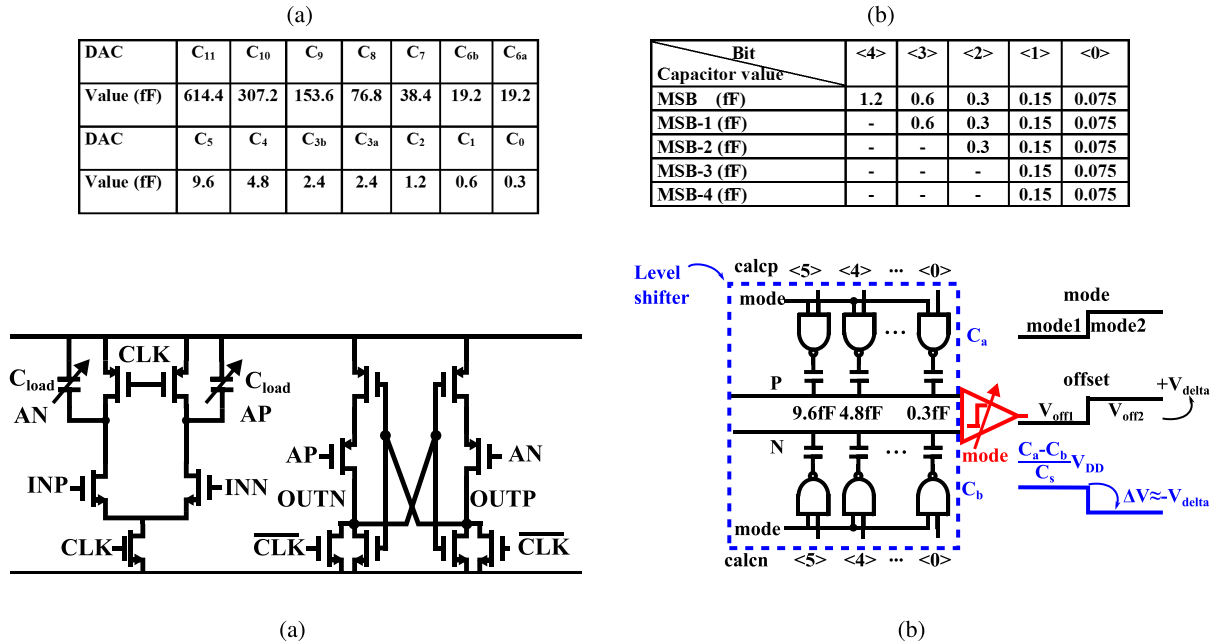 (a)
DAC C11 C10 C9 C8 C7 C6b C6a
Value (fF) 614.4 307.2 153.6 76.8 38.4 19.2 19.2
DAC C5 C4 C3b C3a C2 C1 C0
Value (fF) 9.6 4.8 2.4 2.4 1.2 0.6 0.3
(b)
Bit <4> <3> <2> <1> <0>
Capacitor value
MSB (fF) 1.2 0.6 0.3 0.15 0.075
MSB-1 (fF) - 0.6 0.3 0.15 0.075
MSB-2 (fF) - - 0.3 0.15 0.075
MSB-3 (fF) - - - 0.15 0.075
MSB-4 (fF) - - - 0.15 0.075
CLK
Cload Cload
AN AP
AP AN
INP INN OUTN OUTP
CLK C̅L̅K̅ C̅L̅K̅
(a)
Level shifter
calcp <5> <4> ... <0>
mode
...
Ca
P
9.6fF 4.8fF 0.3fF
N
...
Cb
mode
calcn <5> <4> ... <0>
mode
mode
mode1 mode2
offset
Voff1 Voff2 +Vdelta
Ca-Cb/Cs VDD
ΔV≈-Vdelta
(b)